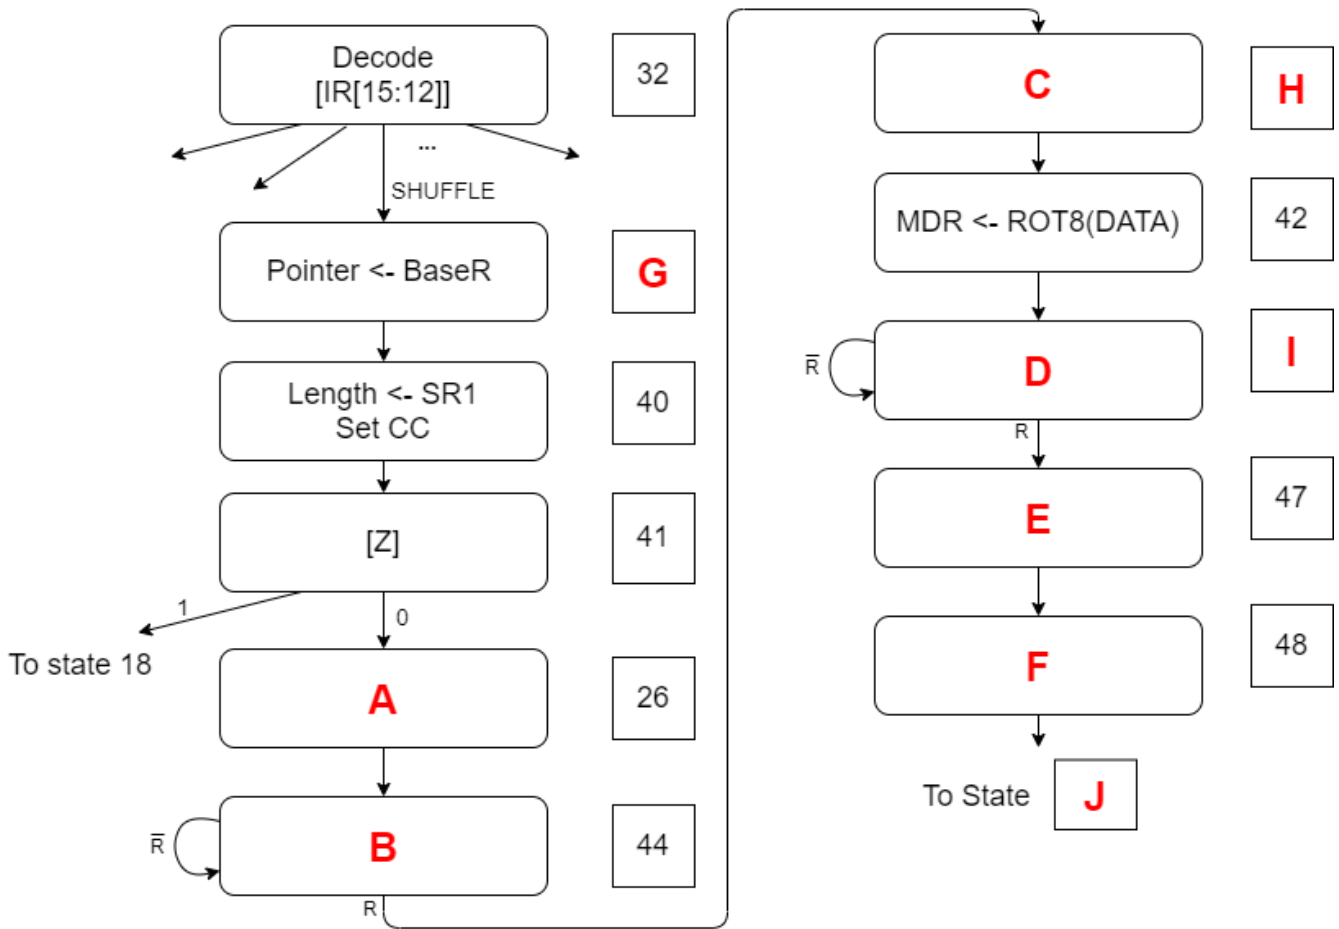 Decode
[IR[15:12]]
32
...
SHUFFLE
Pointer <- BaseR
G
Length <- SR1
Set CC
40
[Z]
41
1
0
To state 18
A
26
R̅
B
44
R
C
H
MDR <- ROT8(DATA)
42
R̅
D
I
R
E
47
F
48
To State
J